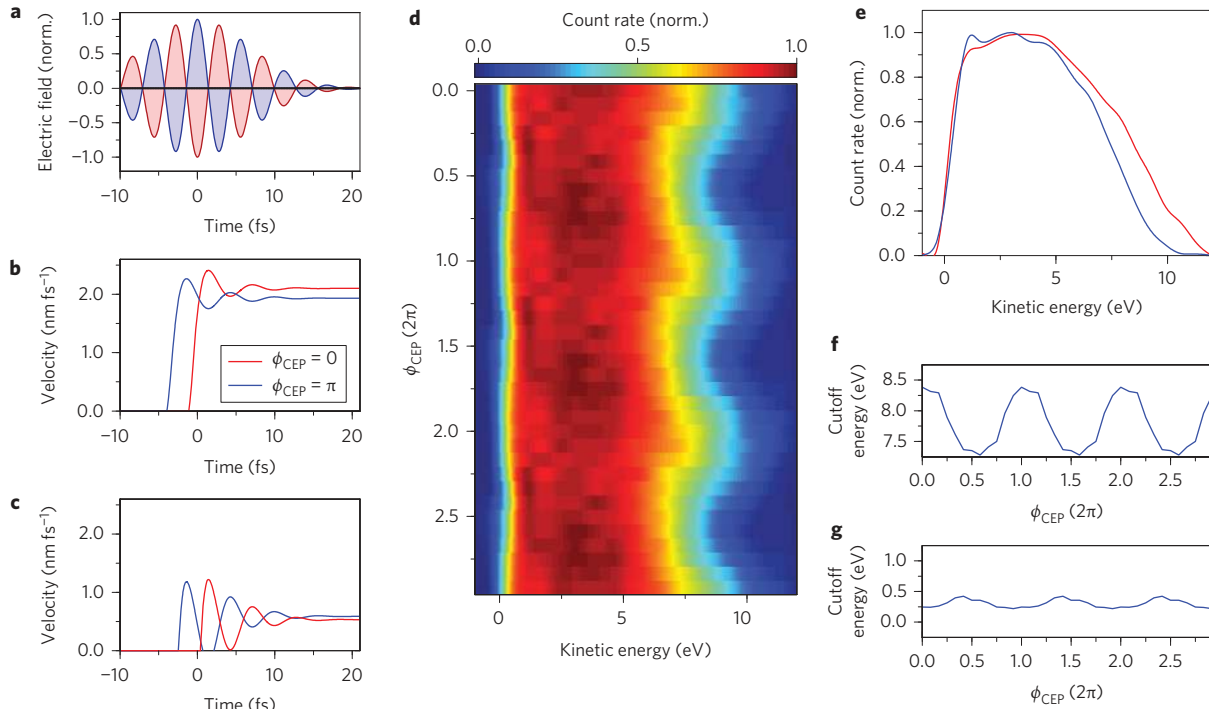 a
Electric field (norm.)
1.0
0.5
0.0
−0.5
−1.0
−10
0
10
20
Time (fs)
b
Velocity (nm fs−1)
2.0
1.0
0.0
ϕCEP = 0
ϕCEP = π
−10
0
10
20
Time (fs)
c
Velocity (nm fs−1)
2.0
1.0
0.0
−10
0
10
20
Time (fs)
d
Count rate (norm.)
0.0
0.5
1.0
ϕCEP (2π)
0.0
0.5
1.0
1.5
2.0
2.5
0
5
10
Kinetic energy (eV)
e
Count rate (norm.)
1.0
0.8
0.6
0.4
0.2
0.0
0
5
10
Kinetic energy (eV)
f
Cutoff
energy (eV)
8.5
8.0
7.5
0.0
0.5
1.0
1.5
2.0
2.5
ϕCEP (2π)
g
Cutoff
energy (eV)
1.0
0.5
0.0
0.0
0.5
1.0
1.5
2.0
2.5
ϕCEP (2π)